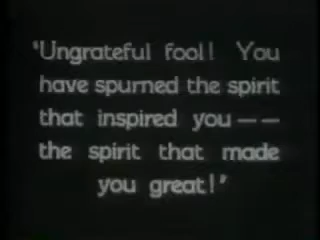 "Ungrateful fool! You
have spurned the spirit
that inspired you——
the spirit that made
you great!"